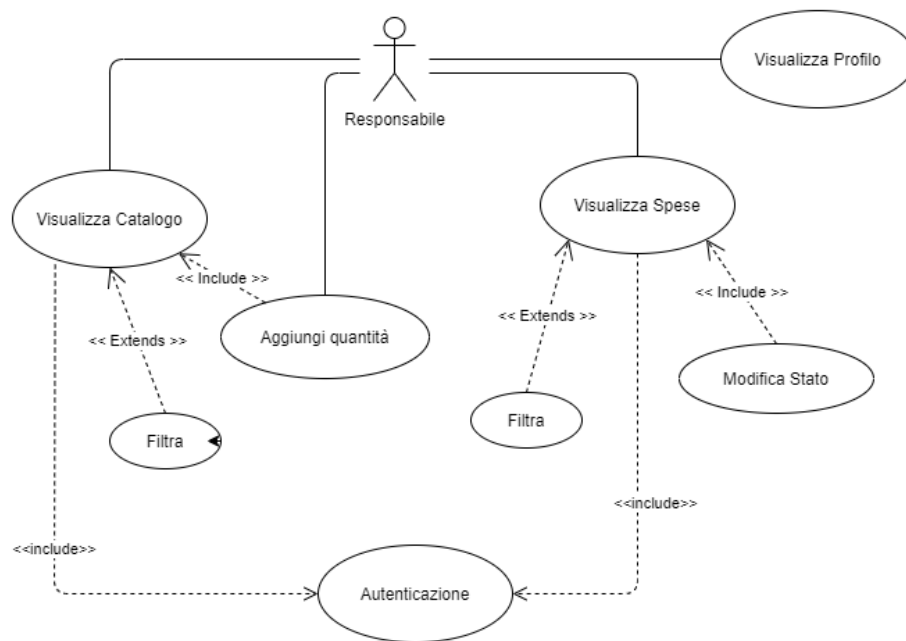 Visualizza Profilo
Responsabile
Visualizza Catalogo
Visualizza Spese
<< Include >>
<< Include >>
<< Extends >>
<< Extends >>
Aggiungi quantità
Modifica Stato
Filtra
Filtra
<<include>>
<<include>>
Autenticazione